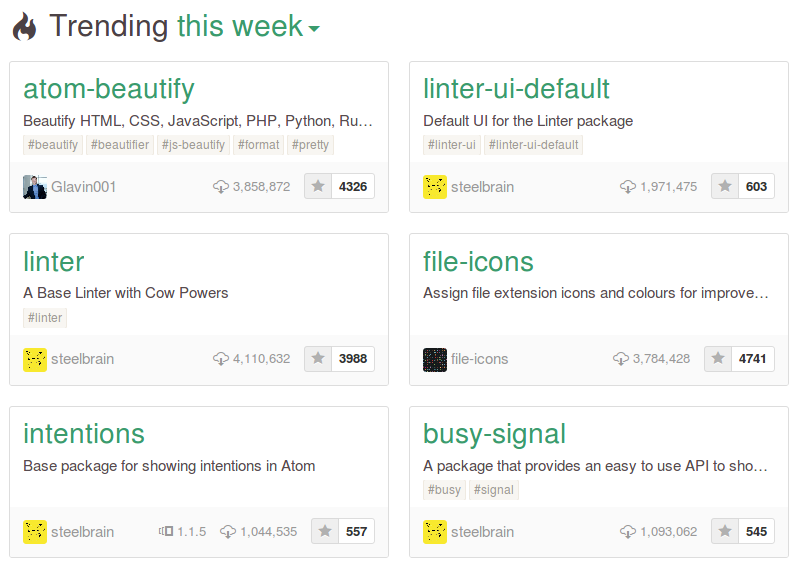 Trending this week
atom-beautify
Beautify HTML, CSS, JavaScript, PHP, Python, Ru…
#beautify #beautifier #js-beautify #format #pretty
Glavin001 3,858,872 4326
linter-ui-default
Default UI for the Linter package
#linter-ui #linter-ui-default
steelbrain 1,971,475 603
linter
A Base Linter with Cow Powers
#linter
steelbrain 4,110,632 3988
file-icons
Assign file extension icons and colours for improve…
file-icons 3,784,428 4741
intentions
Base package for showing intentions in Atom
steelbrain 1.1.5 1,044,535 557
busy-signal
A package that provides an easy to use API to sho…
#busy #signal
steelbrain 1,093,062 545